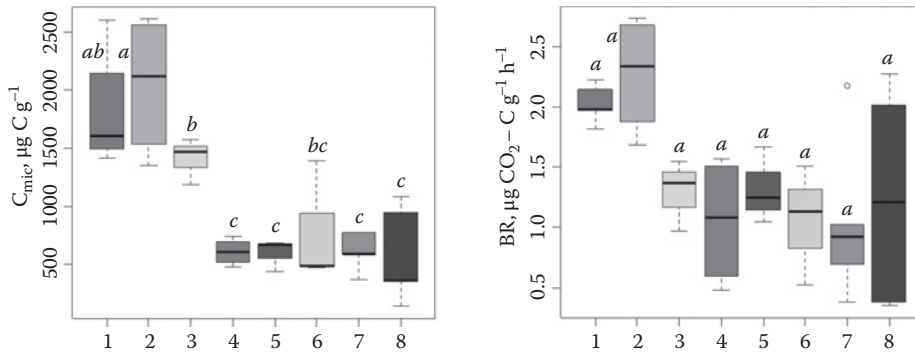 C_mic, µg C g⁻¹
2500
2000
1500
1000
500
ab a b c c bc c c
1 2 3 4 5 6 7 8
BR, µg CO₂ – C g⁻¹ h⁻¹
2.5
2.0
1.5
1.0
0.5
a a a a a a a a
1 2 3 4 5 6 7 8